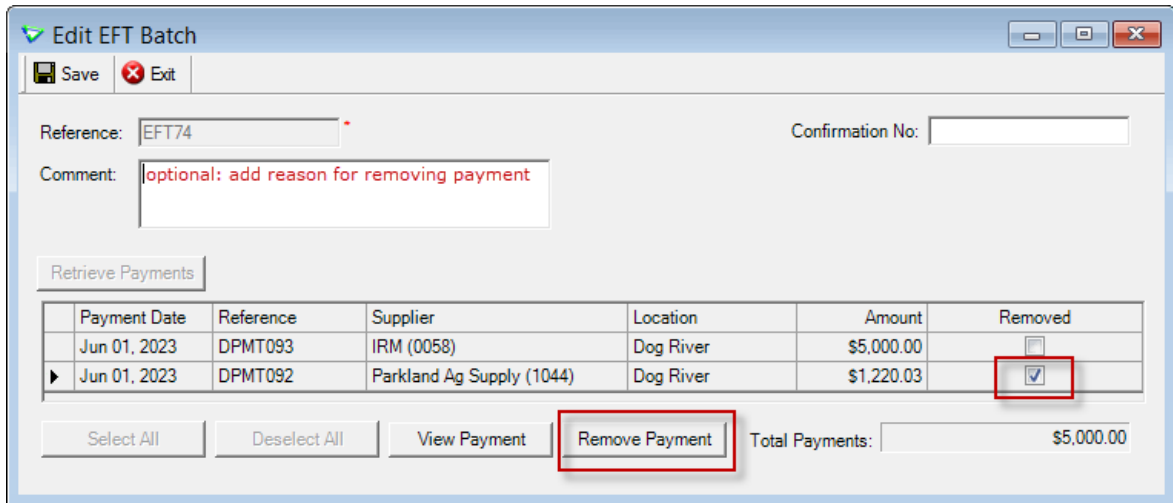 Edit EFT Batch
Save Exit
Reference: EFT74 * Confirmation No:
Comment: optional: add reason for removing payment
Retrieve Payments
Payment Date Reference Supplier Location Amount Removed
Jun 01, 2023 DPMT093 IRM (0058) Dog River $5,000.00
Jun 01, 2023 DPMT092 Parkland Ag Supply (1044) Dog River $1,220.03
Select All Deselect All View Payment Remove Payment Total Payments: $5,000.00